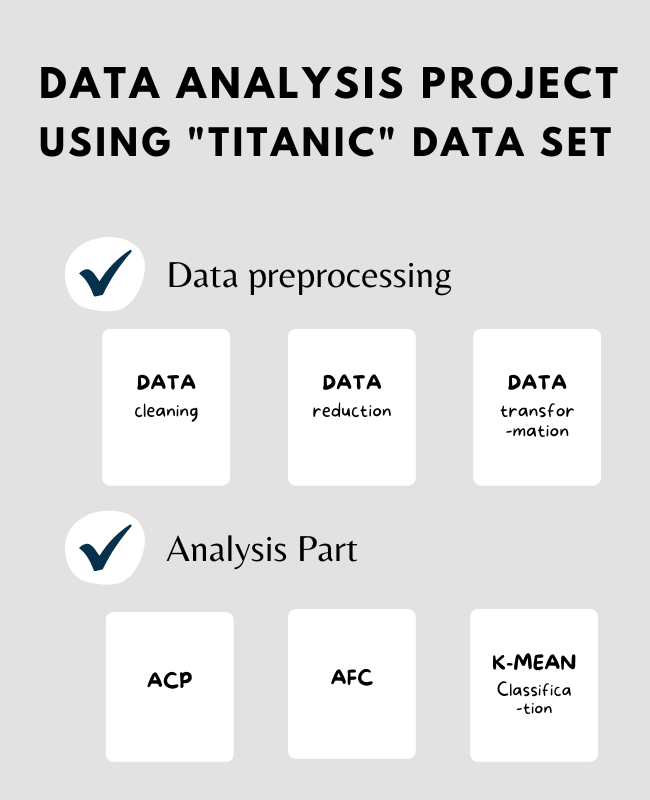 DATA ANALYSIS PROJECT
USING "TITANIC" DATA SET
Data preprocessing
DATA
cleaning
DATA
reduction
DATA
transfor
-mation
Analysis Part
ACP
AFC
K-MEAN
Classifica
-tion